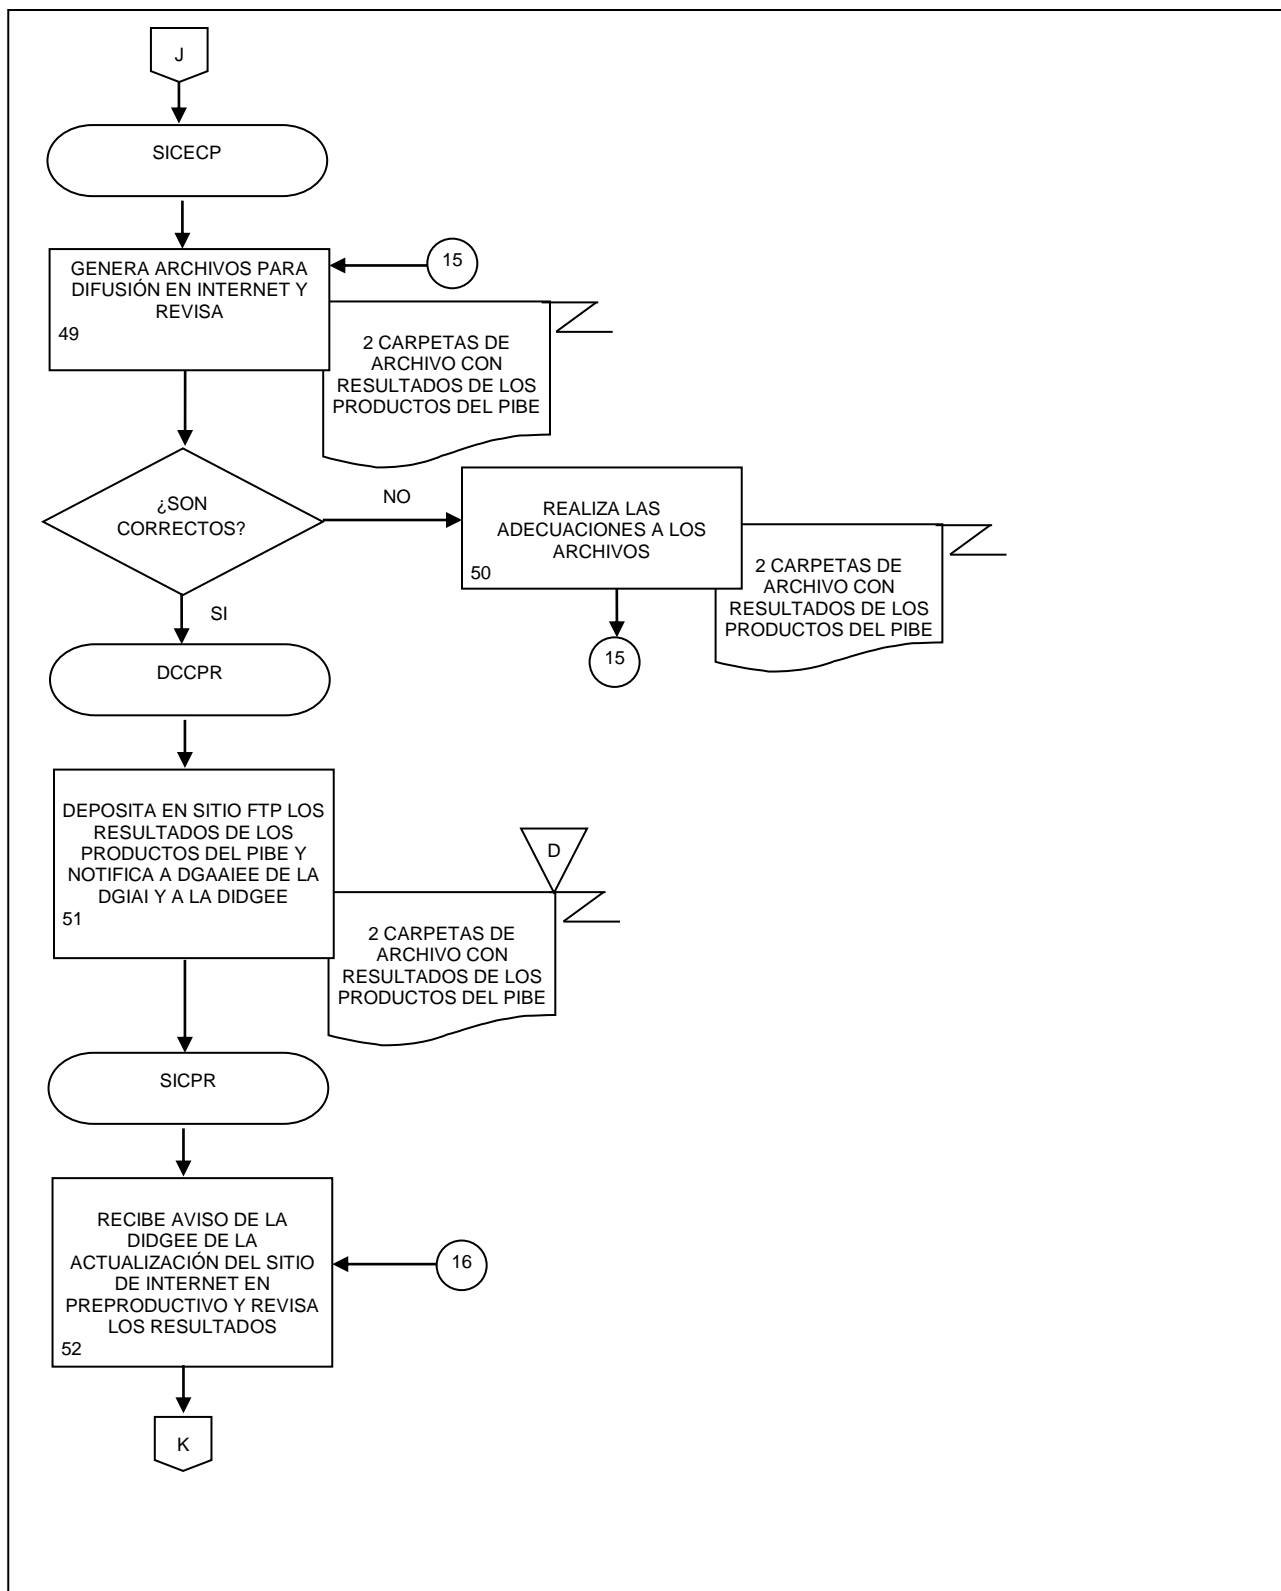 J
SICECP
GENERA ARCHIVOS PARA
DIFUSIÓN EN INTERNET Y
REVISA
49
15
2 CARPETAS DE
ARCHIVO CON
RESULTADOS DE LOS
PRODUCTOS DEL PIBE
¿SON
CORRECTOS?
NO
REALIZA LAS
ADECUACIONES A LOS
ARCHIVOS
50
2 CARPETAS DE
ARCHIVO CON
RESULTADOS DE LOS
PRODUCTOS DEL PIBE
15
SI
DCCPR
DEPOSITA EN SITIO FTP LOS
RESULTADOS DE LOS
PRODUCTOS DEL PIBE Y
NOTIFICA A DGAAIEE DE LA
DGIAI Y A LA DIDGEE
51
D
2 CARPETAS DE
ARCHIVO CON
RESULTADOS DE LOS
PRODUCTOS DEL PIBE
SICPR
RECIBE AVISO DE LA
DIDGEE DE LA
ACTUALIZACIÓN DEL SITIO
DE INTERNET EN
PREPRODUCTIVO Y REVISA
LOS RESULTADOS
52
16
K